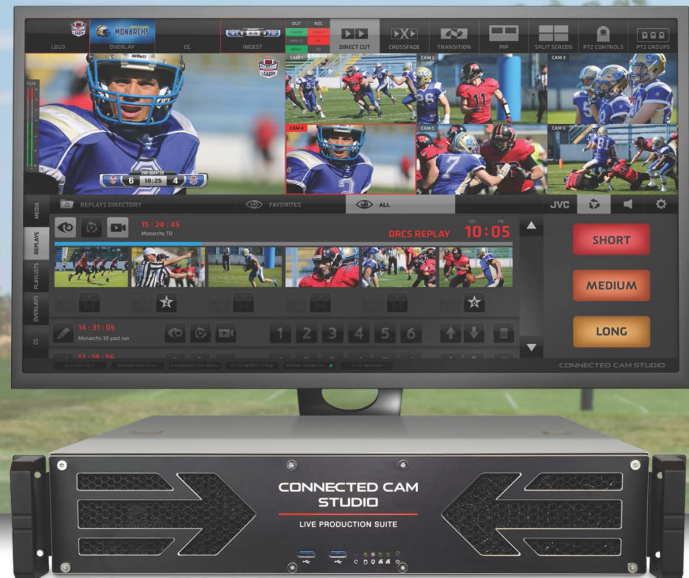 OUT REC
LOGO
MONARCHS
OVERLAY
CG
INGEST
DIRECT CUT
CROSSFADE
TRANSITION
PIP
SPLIT SCREEN
PTZ CONTROLS
PTZ GROUPS
CAM 1
CAM 2
CAM 3
CAM 4
CAM 5
CAM 6
2ND QUARTER
6 10:25 4
MEDIA
REPLAYS
PLAYLISTS
OVERLAYS
CG
REPLAYS DIRECTORY
FAVORITES
ALL
JVC
15 : 24 : 45
Monarchs TD
DRCS REPLAY
10:05
SHORT
MEDIUM
LONG
14 : 31 : 05
Monarchs 30 yard run
1 2 3 4 5 6
CONNECTED CAM STUDIO
CONNECTED CAM
STUDIO
LIVE PRODUCTION SUITE